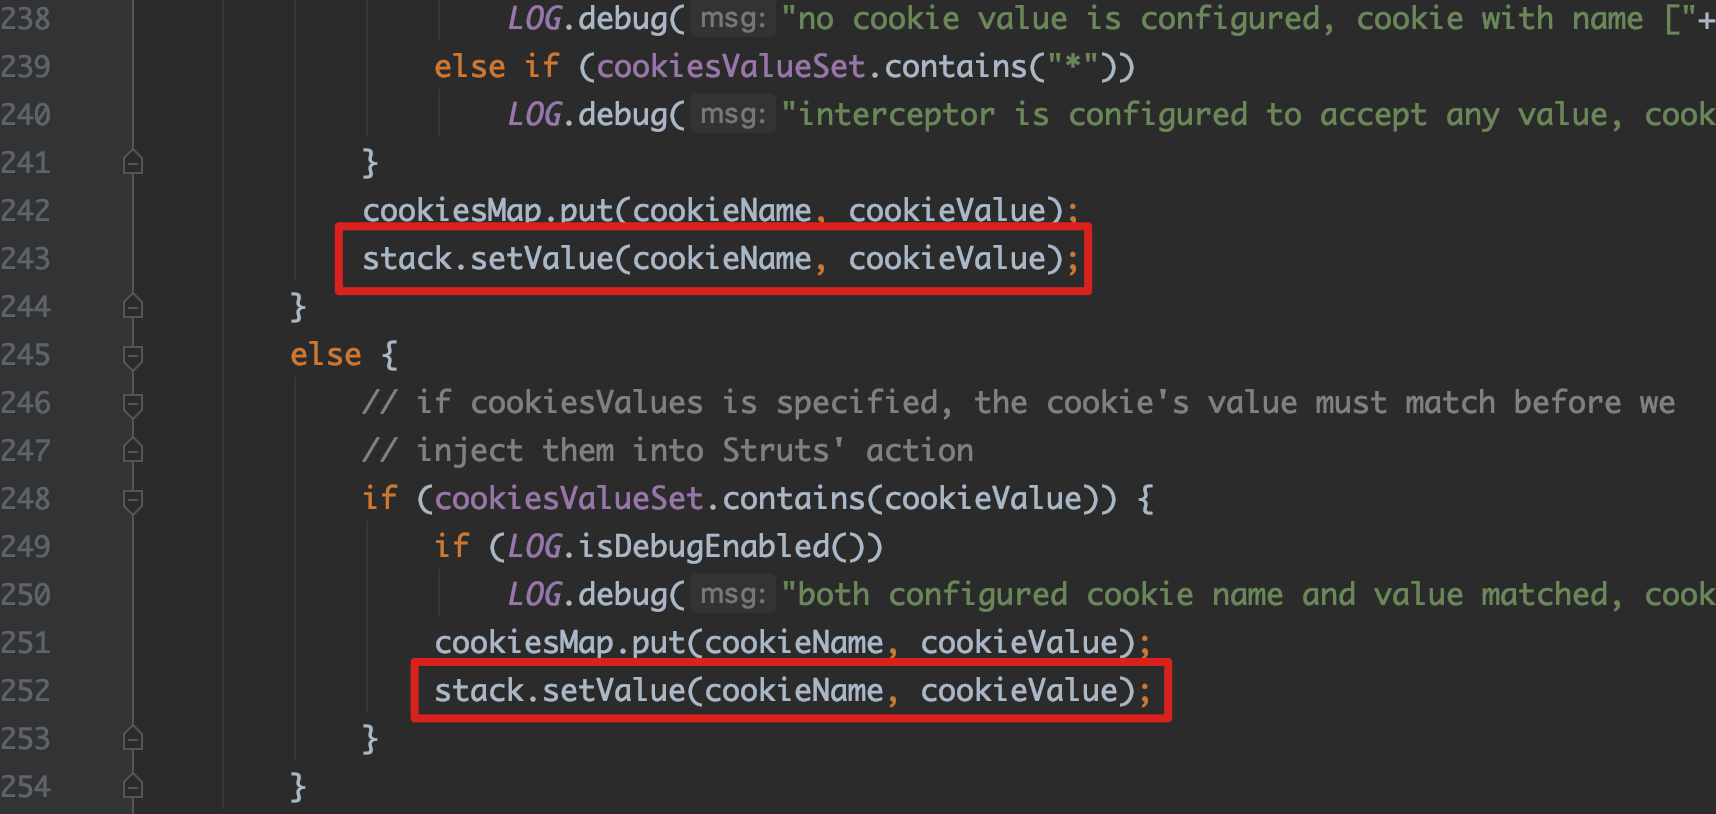 238 LOG.debug( msg: "no cookie value is configured, cookie with name ["+
239 else if (cookiesValueSet.contains("*"))
240 LOG.debug( msg: "interceptor is configured to accept any value, cook
241 }
242 cookiesMap.put(cookieName, cookieValue);
243 stack.setValue(cookieName, cookieValue);
244 }
245 else {
246 // if cookiesValues is specified, the cookie's value must match before we
247 // inject them into Struts' action
248 if (cookiesValueSet.contains(cookieValue)) {
249 if (LOG.isDebugEnabled())
250 LOG.debug( msg: "both configured cookie name and value matched, cook
251 cookiesMap.put(cookieName, cookieValue);
252 stack.setValue(cookieName, cookieValue);
253 }
254 }